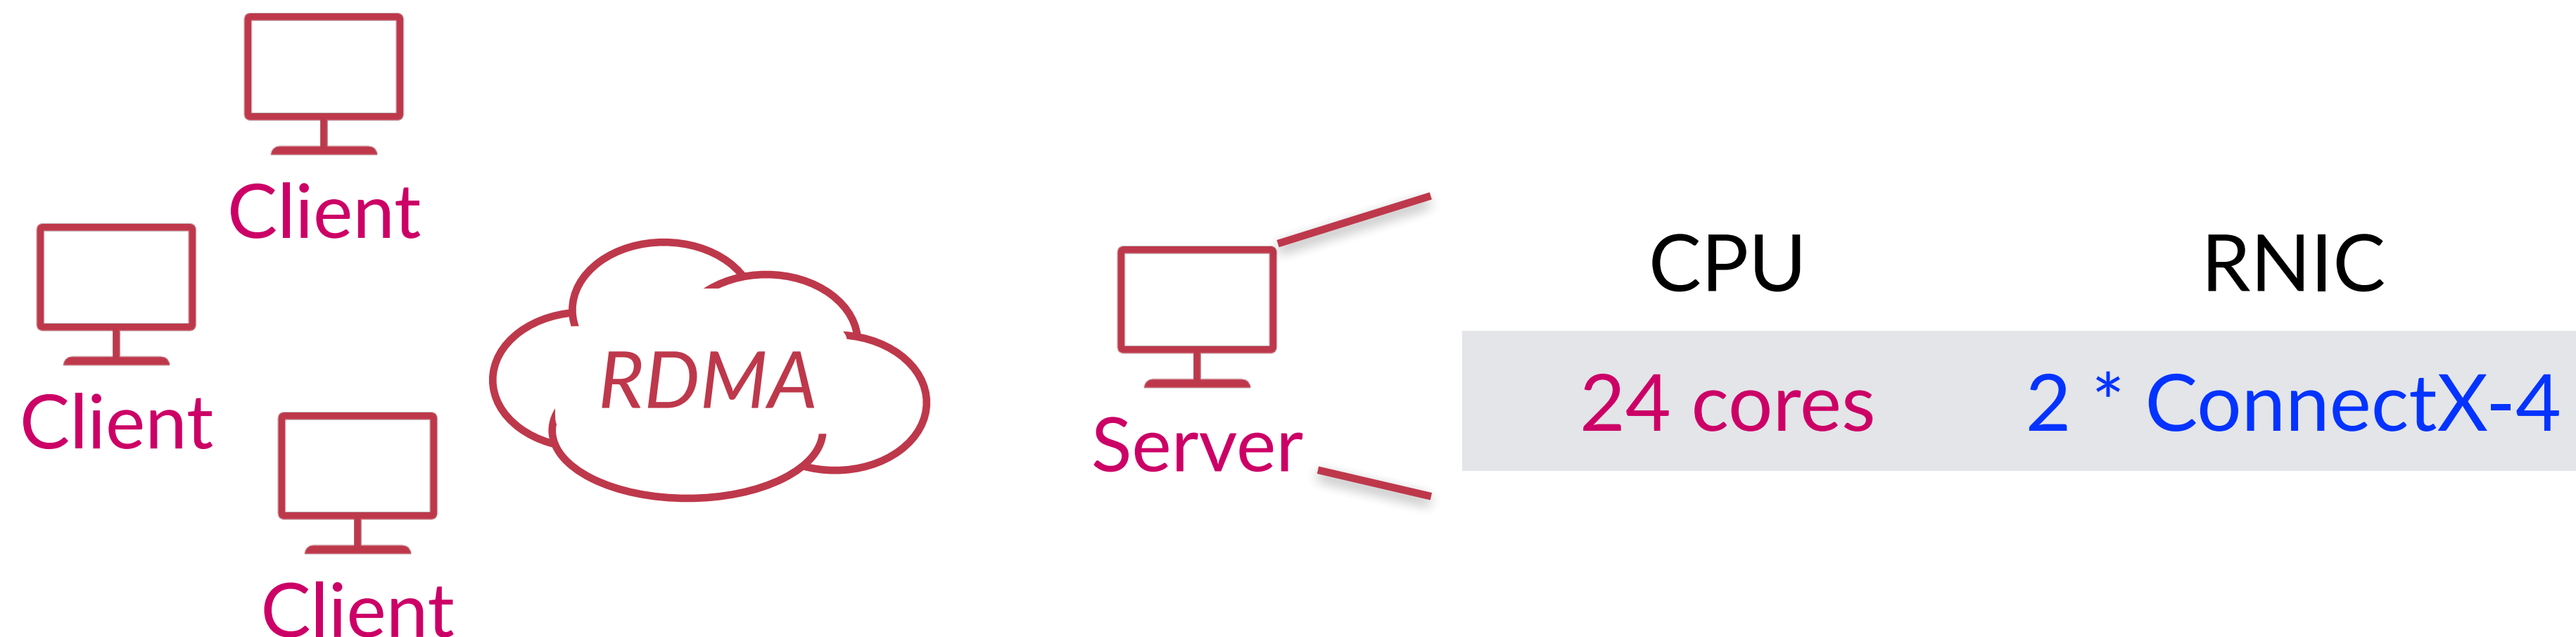 Client
Client
Client
RDMA
Server
CPU RNIC
24 cores 2 * ConnectX-4